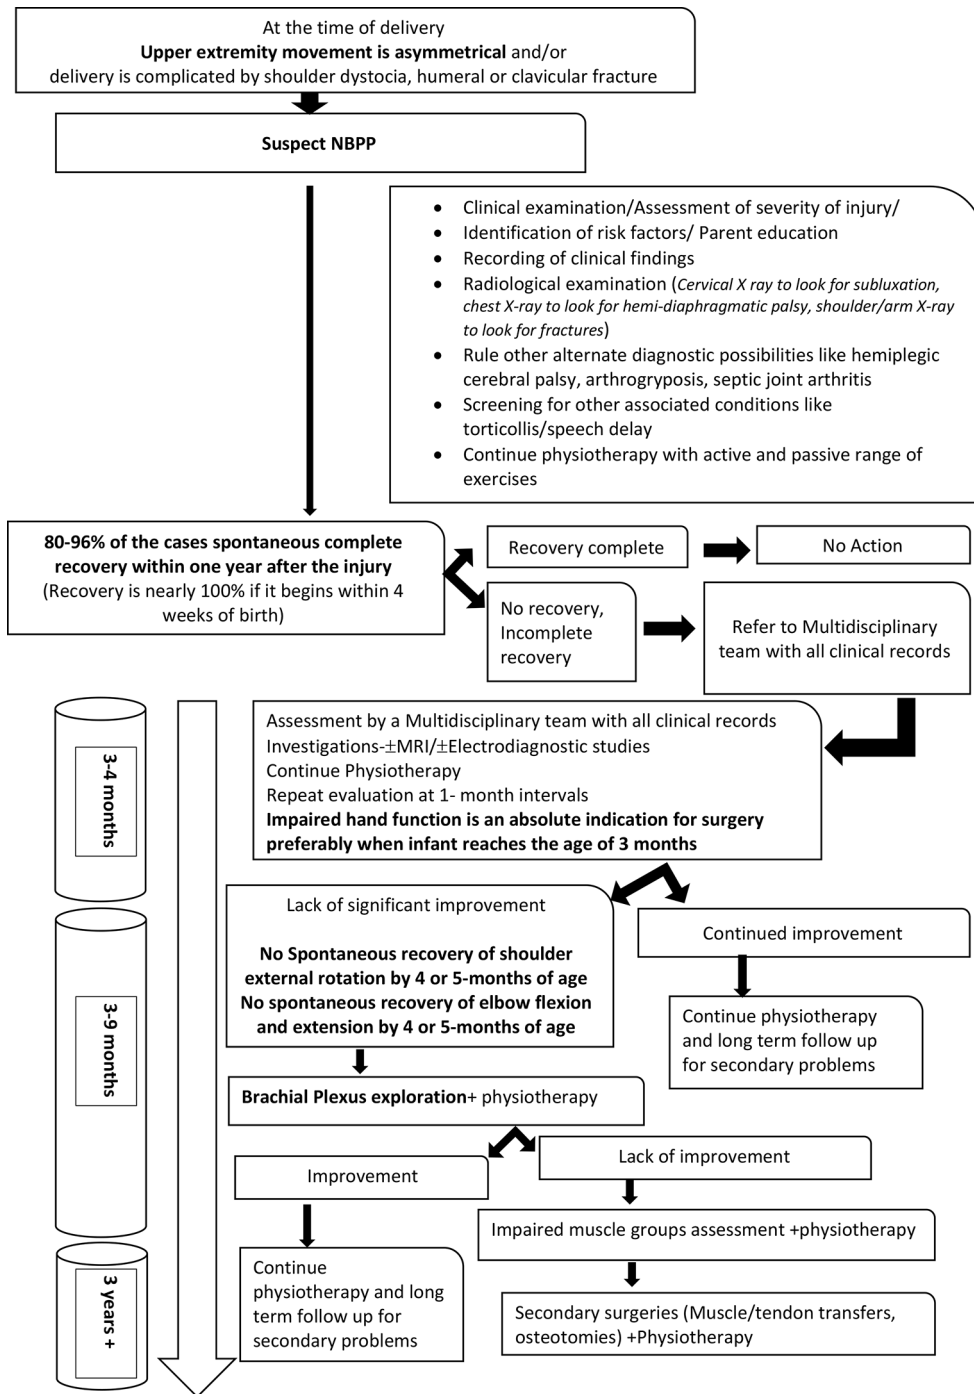 At the time of delivery
Upper extremity movement is asymmetrical and/or
delivery is complicated by shoulder dystocia, humeral or clavicular fracture
Suspect NBPP
• Clinical examination/Assessment of severity of injury/
• Identification of risk factors/ Parent education
• Recording of clinical findings
• Radiological examination (Cervical X ray to look for subluxation,
chest X-ray to look for hemi-diaphragmatic palsy, shoulder/arm X-ray
to look for fractures)
• Rule other alternate diagnostic possibilities like hemiplegic
cerebral palsy, arthrogryposis, septic joint arthritis
• Screening for other associated conditions like
torticollis/speech delay
• Continue physiotherapy with active and passive range of
exercises
80-96% of the cases spontaneous complete
recovery within one year after the injury
(Recovery is nearly 100% if it begins within 4
weeks of birth)
Recovery complete
No Action
No recovery,
Incomplete
recovery
Refer to Multidisciplinary
team with all clinical records
3-4 months
Assessment by a Multidisciplinary team with all clinical records
Investigations-±MRI/±Electrodiagnostic studies
Continue Physiotherapy
Repeat evaluation at 1- month intervals
Impaired hand function is an absolute indication for surgery
preferably when infant reaches the age of 3 months
3-9 months
Lack of significant improvement
No Spontaneous recovery of shoulder
external rotation by 4 or 5-months of age
No spontaneous recovery of elbow flexion
and extension by 4 or 5-months of age
Continued improvement
Continue physiotherapy
and long term follow up
for secondary problems
Brachial Plexus exploration+ physiotherapy
Improvement
Lack of improvement
Impaired muscle groups assessment +physiotherapy
3 years +
Continue
physiotherapy and long
term follow up for
secondary problems
Secondary surgeries (Muscle/tendon transfers,
osteotomies) +Physiotherapy